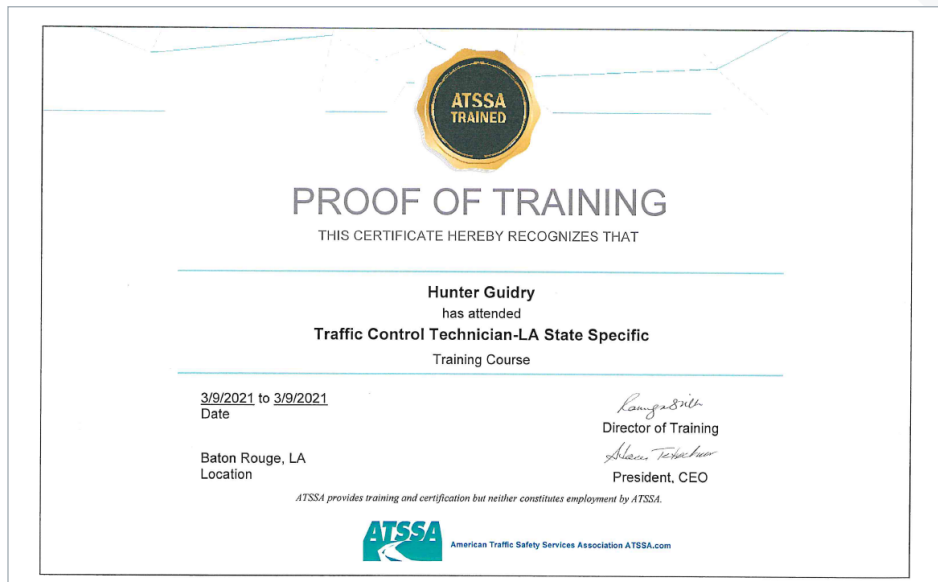 ATSSA
TRAINED
PROOF OF TRAINING
THIS CERTIFICATE HEREBY RECOGNIZES THAT
Hunter Guidry
has attended
Traffic Control Technician-LA State Specific
Training Course
3/9/2021 to 3/9/2021
Date
Director of Training
Baton Rouge, LA
Location
President, CEO
ATSSA provides training and certification but neither constitutes employment by ATSSA.
ATSSA
American Traffic Safety Services Association ATSSA.com